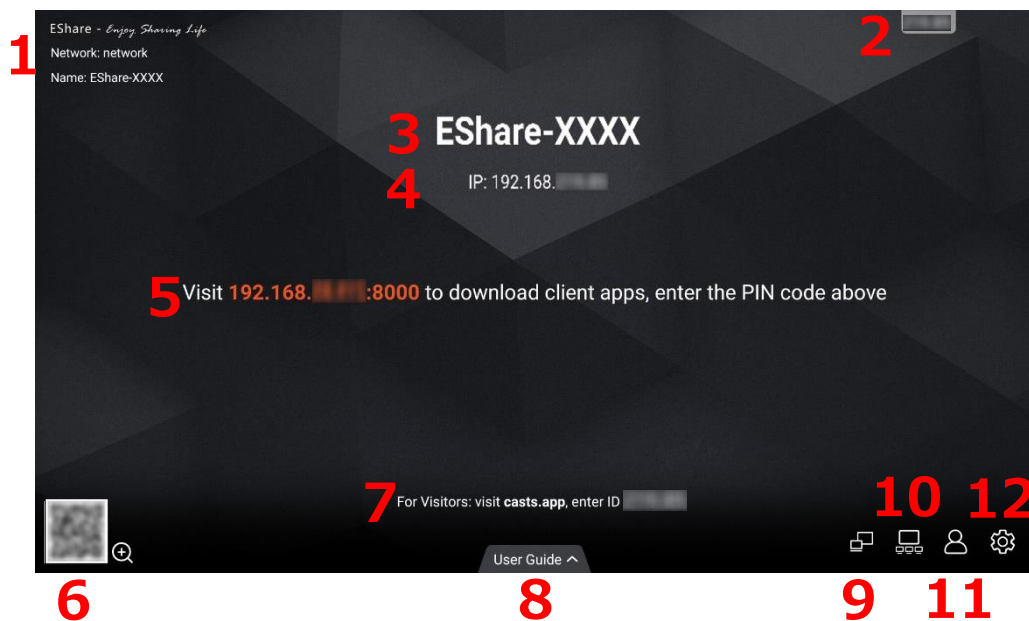 EShare - Enjoy Sharing Life
1
Network: network
Name: EShare-XXXX
2
3
EShare-XXXX
4
IP: 192.168.
5
Visit 192.168. :8000 to download client apps, enter the PIN code above
7
For Visitors: visit casts.app, enter ID
10
12
User Guide
6
8
9
11